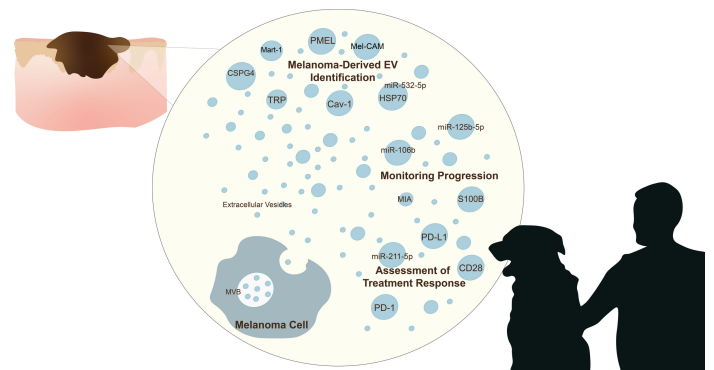 PMEL
Mart-1
Mel-CAM
Melanoma-Derived EV
Identification
CSPG4
miR-532-5p
TRP
Cav-1
HSP70
miR-125b-5p
miR-106b
Monitoring Progression
MIA
S100B
Extracellular Vesicles
PD-L1
miR-211-5p
Assessment of
Treatment Response
CD28
MVB
PD-1
Melanoma Cell